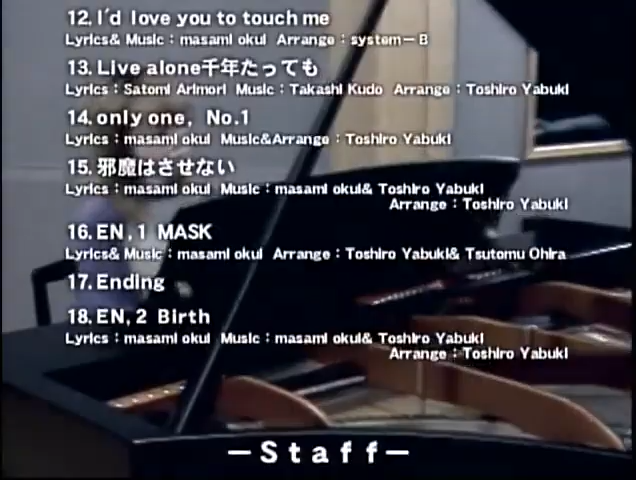 12. I'd love you to touch me
Lyrics& Music : masami okui Arrange : system-B
13. Live alone千年たっても
Lyrics : Satomi Arimori Music : Takashi Kudo Arrange : Toshiro Yabuki
14. only one, No.1
Lyrics : masami okui Music&Arrange : Toshiro Yabuki
15. 邪魔はさせない
Lyrics : masami okui Music : masami okui& Toshiro Yabuki
Arrange : Toshiro Yabuki
16. EN, 1 MASK
Lyrics& Music : masami okui Arrange : Toshiro Yabuki& Tsutomu Ohira
17. Ending
18. EN, 2 Birth
Lyrics : masami okui Music : masami okui& Toshiro Yabuki
Arrange : Toshiro Yabuki
-Staff-